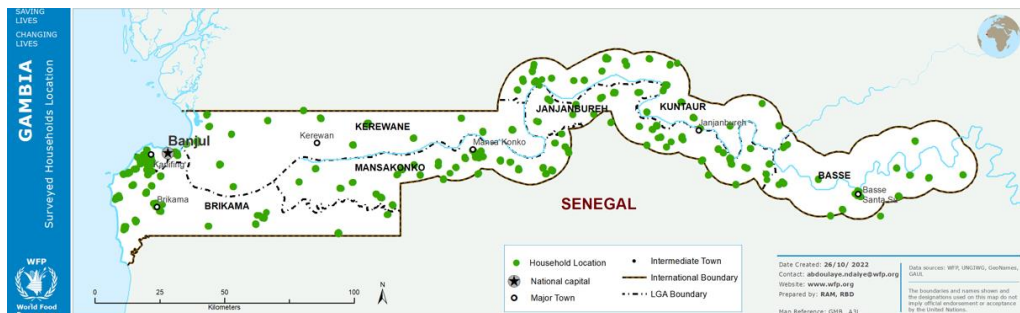 SAVING
LIVES
CHANGING
LIVES
GAMBIA
Surveyed Households Location
WFP
World Food
Banjul
Kanifing
Brikama
BRIKAMA
Kerewan
KEREWANE
MANSAKONKO
Mansa Konko
JANJANBUREH
KUNTAUR
Janjanbureh
BASSE
Basse
Santa Su
SENEGAL
Household Location
National capital
Major Town
Intermediate Town
International Boundary
LGA Boundary
0 25 50 100
Kilometers
N
Date Created: 26/10/ 2022
Contact: abdoulaye.ndiaye@wfp.org
Website: www.wfp.org
Prepared by: RAM, RBD
Map Reference: GMB_A3L
Data sources: WFP, UNGIWG, GeoNames,
GAUL
The boundaries and names shown and
the designations used on this map do not
imply official endorsement or acceptance
by the United Nations.